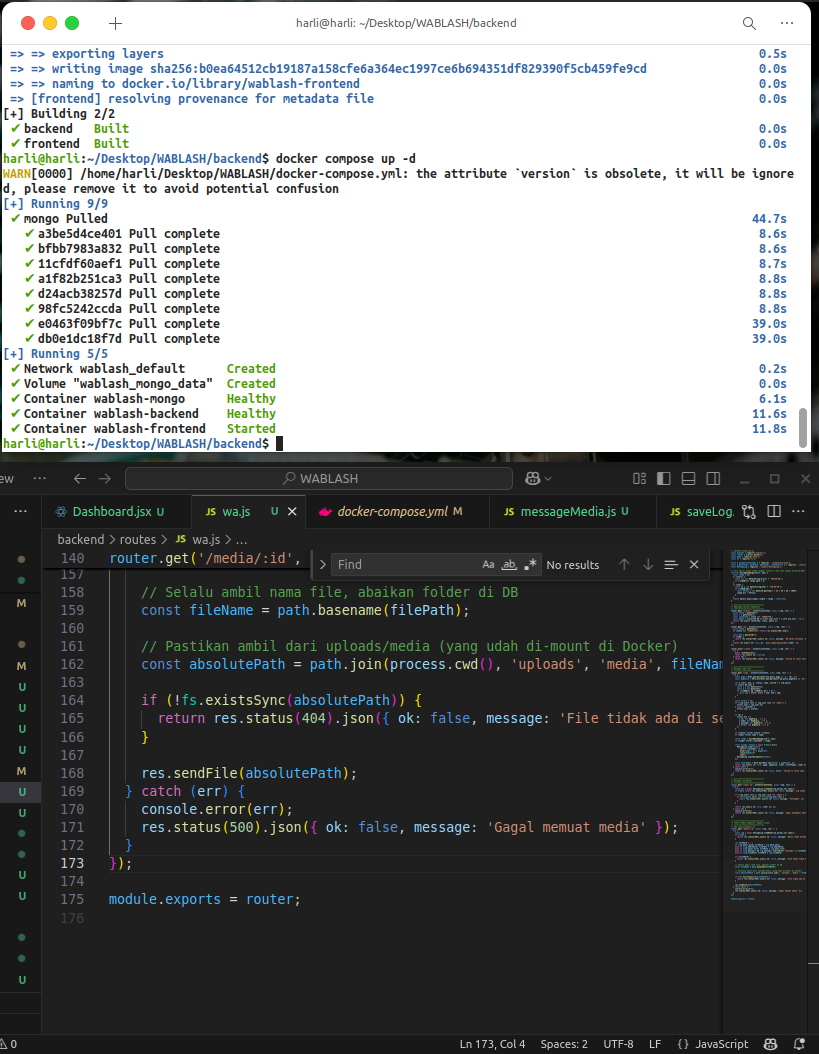 harli@harli: ~/Desktop/WABLASH/backend
=> => exporting layers 0.5s
=> => writing image sha256:b0ea64512cb19187a158cfe6a364ec1997ce6b694351df829390f5cb459fe9cd 0.0s
=> => naming to docker.io/library/wablash-frontend 0.0s
=> [frontend] resolving provenance for metadata file 0.0s
[+] Building 2/2
✔ backend Built 0.0s
✔ frontend Built 0.0s
harli@harli:~/Desktop/WABLASH/backend$ docker compose up -d
WARN[0000] /home/harli/Desktop/WABLASH/docker-compose.yml: the attribute `version` is obsolete, it will be ignore
d, please remove it to avoid potential confusion
[+] Running 9/9
✔ mongo Pulled 44.7s
✔ a3be5d4ce401 Pull complete 8.6s
✔ bfbb7983a832 Pull complete 8.6s
✔ 11cfdf60aef1 Pull complete 8.7s
✔ a1f82b251ca3 Pull complete 8.8s
✔ d24acb38257d Pull complete 8.8s
✔ 98fc5242ccda Pull complete 8.8s
✔ e0463f09bf7c Pull complete 39.0s
✔ db0e1dc18f7d Pull complete 39.0s
[+] Running 5/5
✔ Network wablash_default Created 0.2s
✔ Volume "wablash_mongo_data" Created 0.0s
✔ Container wablash-mongo Healthy 6.1s
✔ Container wablash-backend Healthy 11.6s
✔ Container wablash-frontend Started 11.8s
harli@harli:~/Desktop/WABLASH/backend$
ew ··· WABLASH
··· Dashboard.jsx U JS wa.js U docker-compose.yml M JS messageMedia.js U JS saveLog. ···
backend > routes > JS wa.js > ...
140 router.get('/media/:id',
Find Aa ab .* No results
157
158 // Selalu ambil nama file, abaikan folder di DB
159 const fileName = path.basename(filePath);
160
161 // Pastikan ambil dari uploads/media (yang udah di-mount di Docker)
162 const absolutePath = path.join(process.cwd(), 'uploads', 'media', fileNam
163
164 if (!fs.existsSync(absolutePath)) {
165 return res.status(404).json({ ok: false, message: 'File tidak ada di se
166 }
167
168 res.sendFile(absolutePath);
169 } catch (err) {
170 console.error(err);
171 res.status(500).json({ ok: false, message: 'Gagal memuat media' });
172 }
173 });
174
175 module.exports = router;
176
M
M
U
U
U
U
M
U
U
U
U
U
0 Ln 173, Col 4 Spaces: 2 UTF-8 LF {} JavaScript